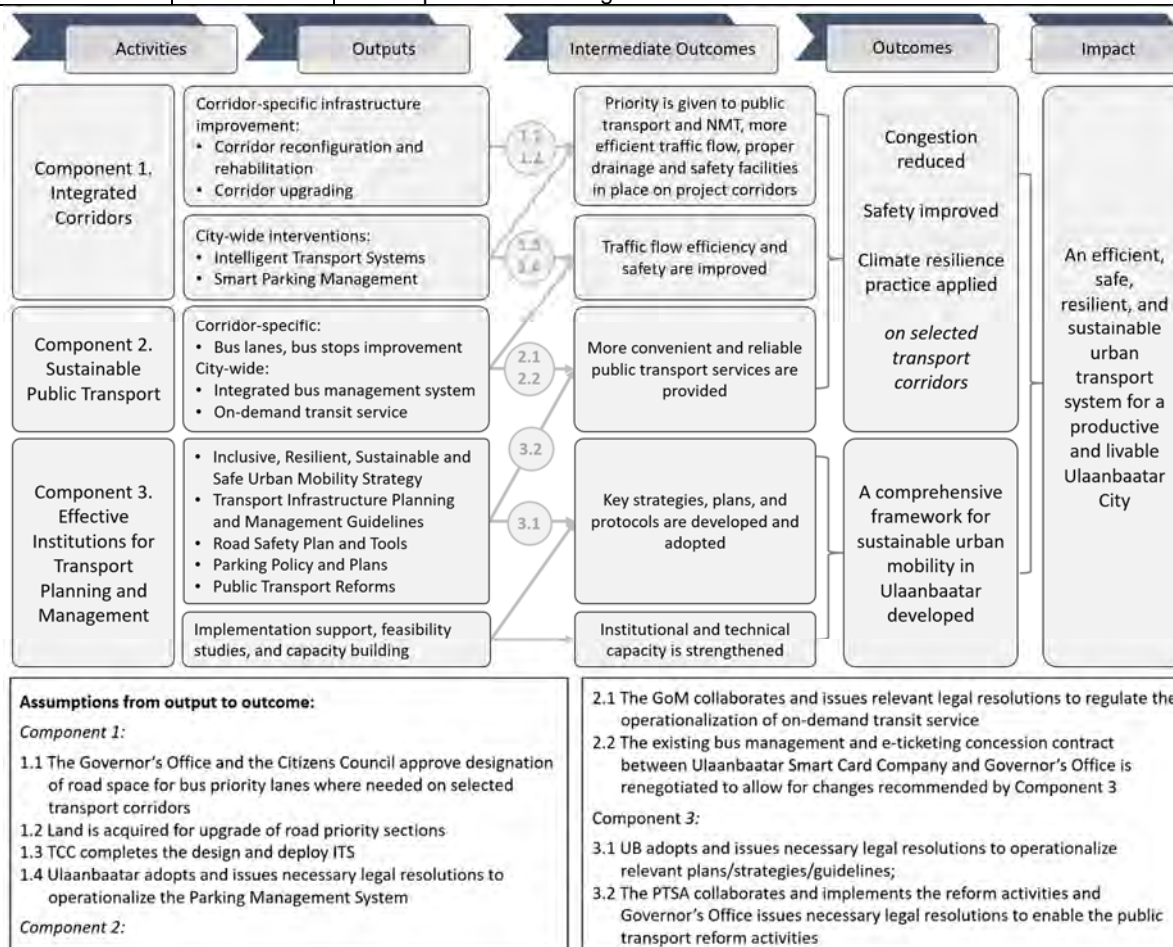 Activities
Outputs
Intermediate Outcomes
Outcomes
Impact
Component 1.
Integrated
Corridors
Corridor-specific infrastructure
improvement:
• Corridor reconfiguration and
rehabilitation
• Corridor upgrading
City-wide interventions:
• Intelligent Transport Systems
• Smart Parking Management
Component 2.
Sustainable
Public Transport
Corridor-specific:
• Bus lanes, bus stops improvement
City-wide:
• Integrated bus management system
• On-demand transit service
Component 3.
Effective
Institutions for
Transport
Planning and
Management
• Inclusive, Resilient, Sustainable and
Safe Urban Mobility Strategy
• Transport Infrastructure Planning
and Management Guidelines
• Road Safety Plan and Tools
• Parking Policy and Plans
• Public Transport Reforms
Implementation support, feasibility
studies, and capacity building
2.1
2.2
3.2
3.1
Priority is given to public
transport and NMT, more
efficient traffic flow, proper
drainage and safety facilities
in place on project corridors
Traffic flow efficiency and
safety are improved
More convenient and reliable
public transport services are
provided
Key strategies, plans, and
protocols are developed and
adopted
Institutional and technical
capacity is strengthened
Congestion
reduced
Safety improved
Climate resilience
practice applied
on selected
transport
corridors
A comprehensive
framework for
sustainable urban
mobility in
Ulaanbaatar
developed
An efficient,
safe,
resilient, and
sustainable
urban
transport
system for a
productive
and livable
Ulaanbaatar
City
Assumptions from output to outcome:
Component 1:
1.1 The Governor's Office and the Citizens Council approve designation
of road space for bus priority lanes where needed on selected
transport corridors
1.2 Land is acquired for upgrade of road priority sections
1.3 TCC completes the design and deploy ITS
1.4 Ulaanbaatar adopts and issues necessary legal resolutions to
operationalize the Parking Management System
Component 2:
2.1 The GoM collaborates and issues relevant legal resolutions to regulate the
operationalization of on-demand transit service
2.2 The existing bus management and e-ticketing concession contract
between Ulaanbaatar Smart Card Company and Governor's Office is
renegotiated to allow for changes recommended by Component 3
Component 3:
3.1 UB adopts and issues necessary legal resolutions to operationalize
relevant plans/strategies/guidelines;
3.2 The PTSA collaborates and implements the reform activities and
Governor's Office issues necessary legal resolutions to enable the public
transport reform activities